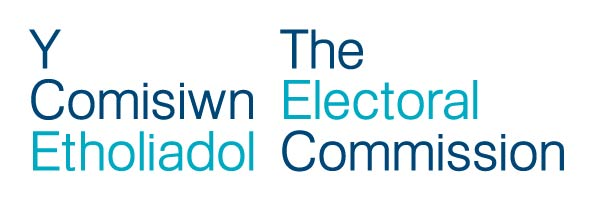 Y
Comisiwn
Etholiadol
The
Electoral
Commission